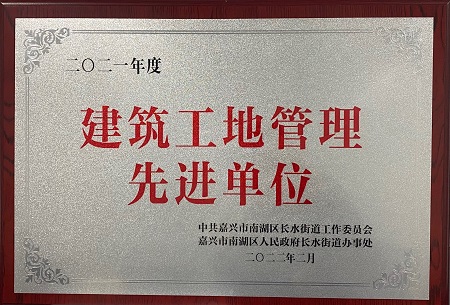 二〇二一年度
建筑工地管理
先进单位
中共嘉兴市南湖区长水街道工作委员会
嘉兴市南湖区人民政府长水街道办事处
二〇二二年二月